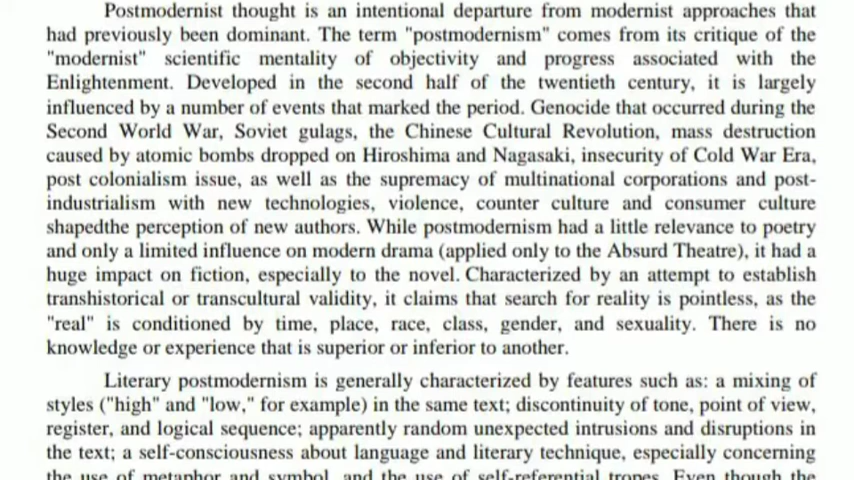 Postmodernist thought is an intentional departure from modernist approaches that
had previously been dominant. The term "postmodernism" comes from its critique of the
"modernist" scientific mentality of objectivity and progress associated with the
Enlightenment. Developed in the second half of the twentieth century, it is largely
influenced by a number of events that marked the period. Genocide that occurred during the
Second World War, Soviet gulags, the Chinese Cultural Revolution, mass destruction
caused by atomic bombs dropped on Hiroshima and Nagasaki, insecurity of Cold War Era,
post colonialism issue, as well as the supremacy of multinational corporations and post-
industrialism with new technologies, violence, counter culture and consumer culture
shapedthe perception of new authors. While postmodernism had a little relevance to poetry
and only a limited influence on modern drama (applied only to the Absurd Theatre), it had a
huge impact on fiction, especially to the novel. Characterized by an attempt to establish
transhistorical or transcultural validity, it claims that search for reality is pointless, as the
"real" is conditioned by time, place, race, class, gender, and sexuality. There is no
knowledge or experience that is superior or inferior to another.
Literary postmodernism is generally characterized by features such as: a mixing of
styles ("high" and "low," for example) in the same text; discontinuity of tone, point of view,
register, and logical sequence; apparently random unexpected intrusions and disruptions in
the text; a self-consciousness about language and literary technique, especially concerning
the use of metaphor and symbol, and the use of self-referential tropes. Even though the